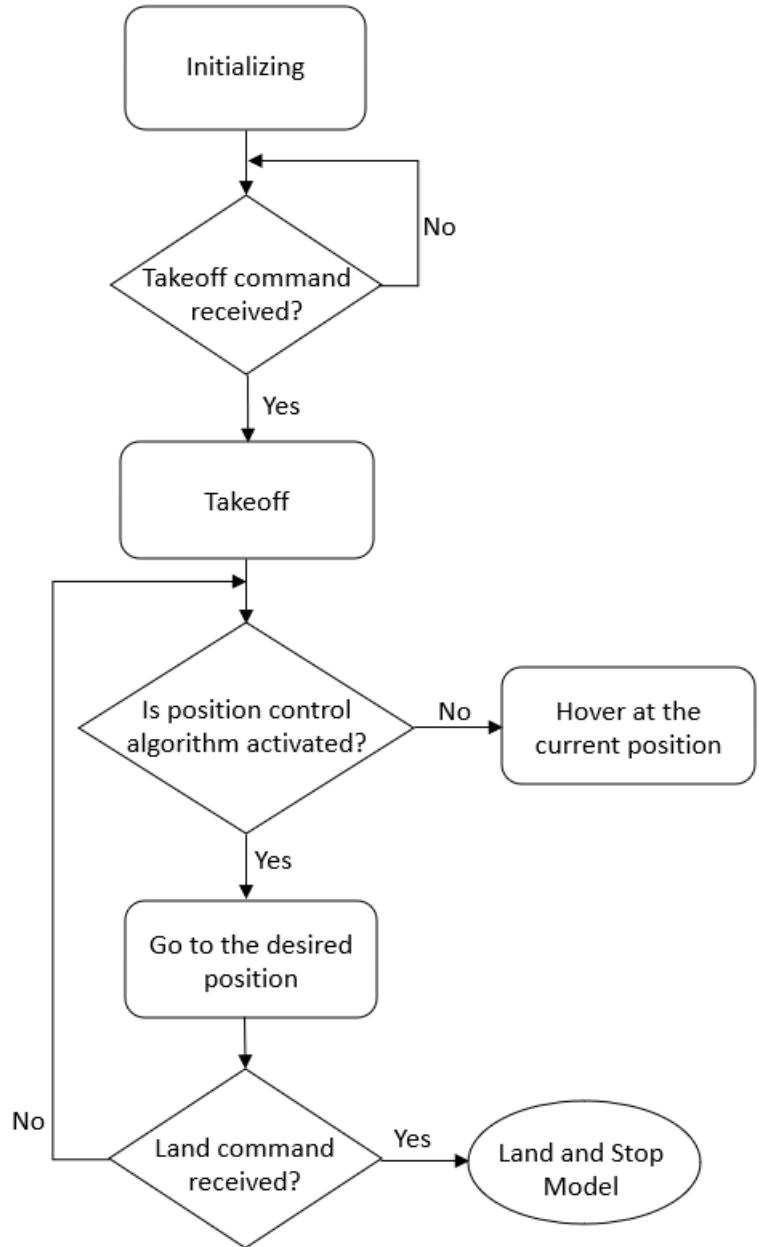 Initializing
No
Takeoff command
received?
Yes
Takeoff
Is position control
algorithm activated?
No
Hover at the
current position
Yes
Go to the desired
position
No
Land command
received?
Yes
Land and Stop
Model